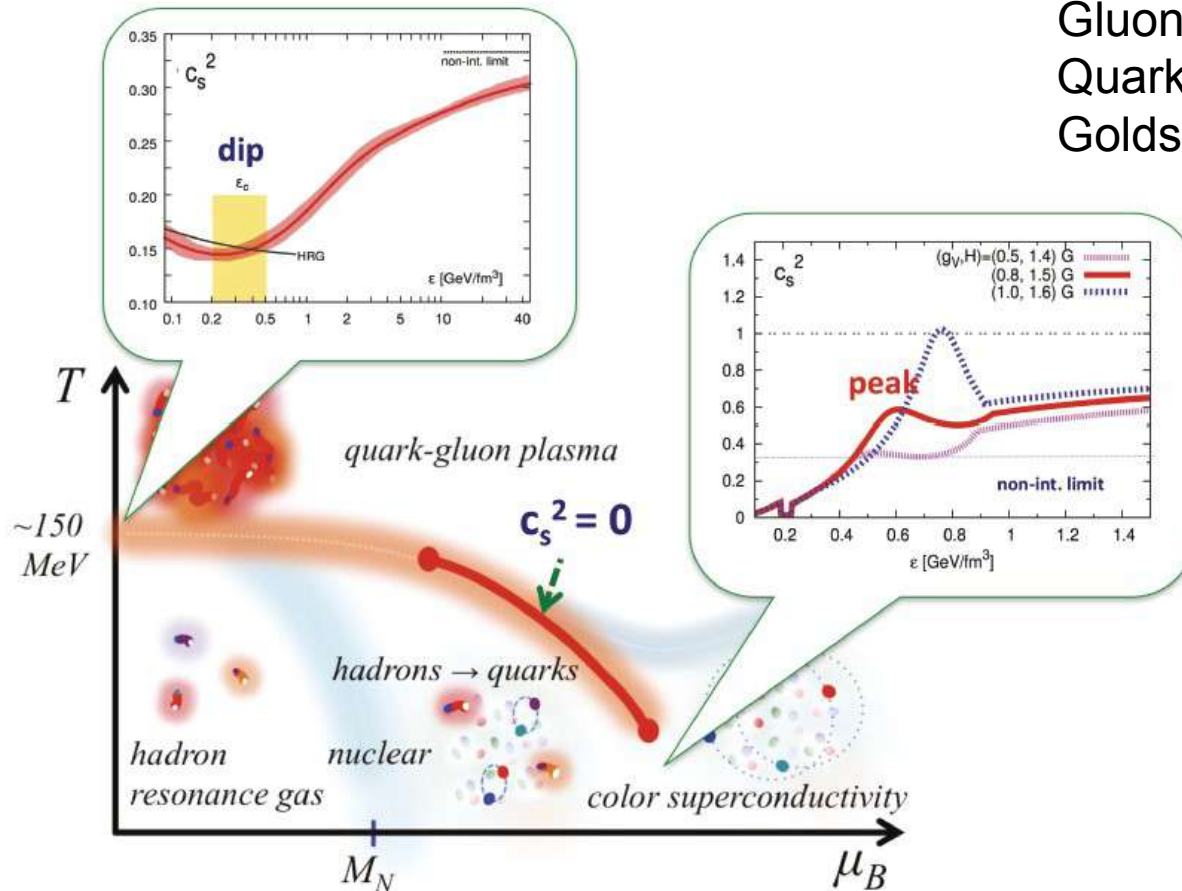 Gluon
Quark
Golds
0.35
0.30
0.25
0.20
0.15
0.10
c_s^2
non-int. limit
dip
ε_c
HRG
ε [GeV/fm³]
0.1 0.2 0.5 1 2 5 10 20 40
1.4
1.2
1
0.8
0.6
0.4
0.2
0
c_s^2
(g_V,H)=(0.5, 1.4) G
(0.8, 1.5) G
(1.0, 1.6) G
peak
non-int. limit
0.2 0.4 0.6 0.8 1 1.2 1.4
ε [GeV/fm³]
T
quark-gluon plasma
~150
MeV
c_s^2 = 0
hadrons → quarks
hadron
resonance gas
nuclear
color superconductivity
M_N
μ_B